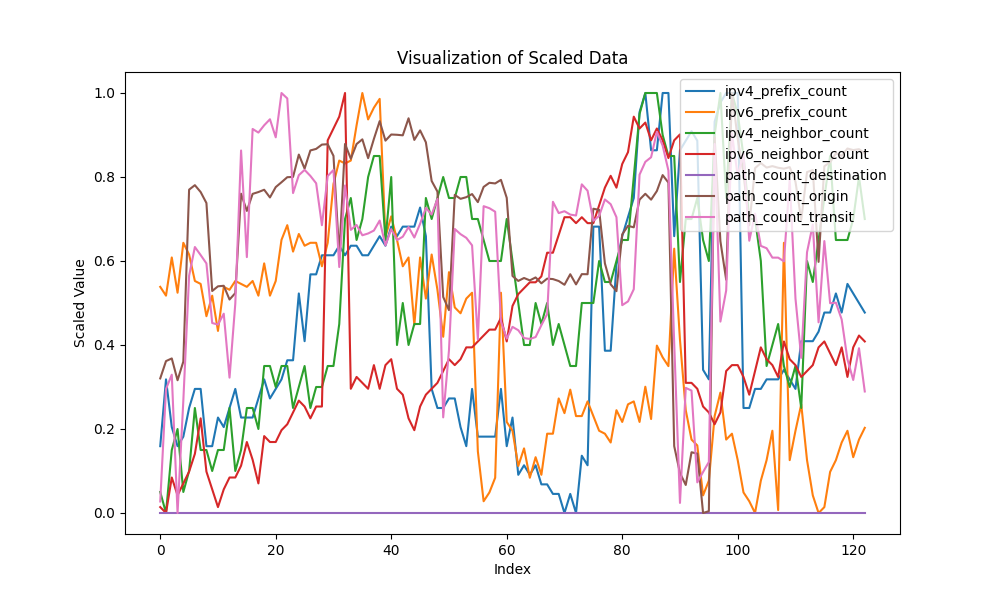 Visualization of Scaled Data
1.0
0.8
0.6
0.4
0.2
0.0
Scaled Value
0
20
40
60
80
100
120
Index
ipv4_prefix_count
ipv6_prefix_count
ipv4_neighbor_count
ipv6_neighbor_count
path_count_destination
path_count_origin
path_count_transit